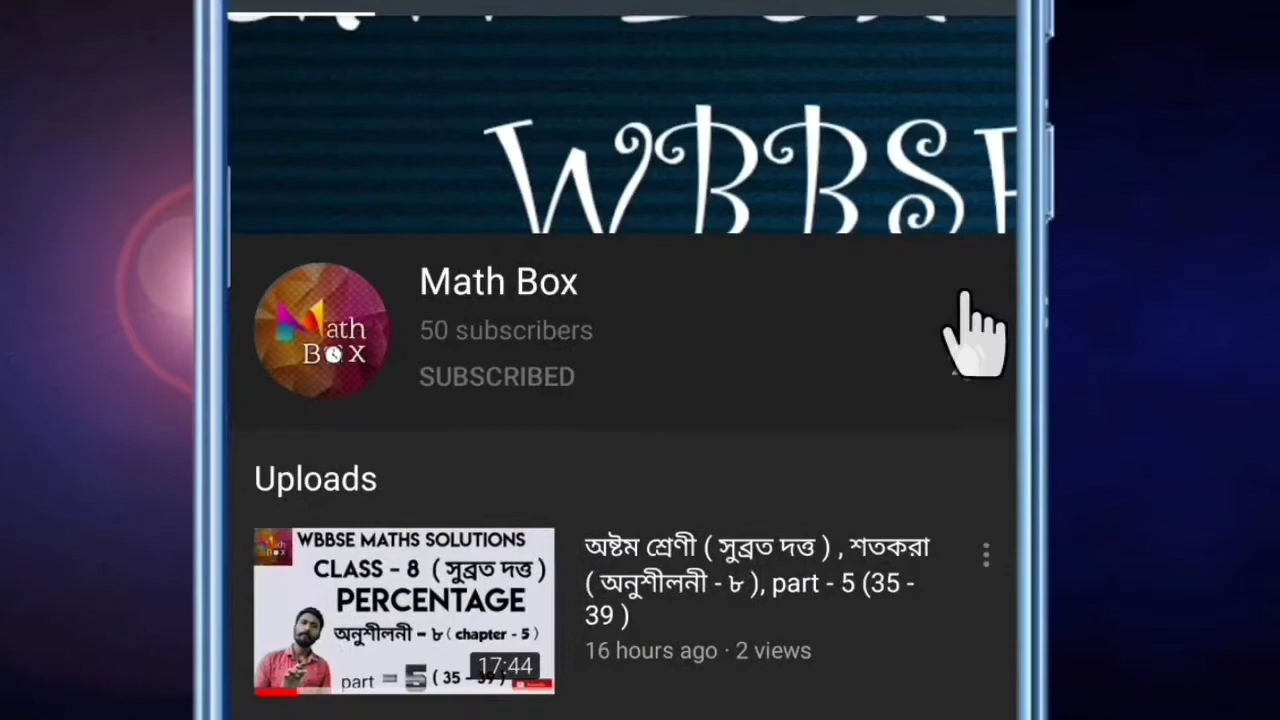 WBBSE
Math Box
50 subscribers
SUBSCRIBED
Math
Box
Uploads
WBBSE MATHS SOLUTIONS
CLASS - 8 ( সুব্রত দত্ত )
PERCENTAGE
অনুশীলনী - ৮ ( chapter - 5 )
part = 5 ( 35 - 39 )
17:44
অষ্টম শ্রেণী ( সুব্রত দত্ত ) , শতকরা
( অনুশীলনী - ৮ ), part - 5 (35 -
39 )
16 hours ago · 2 views